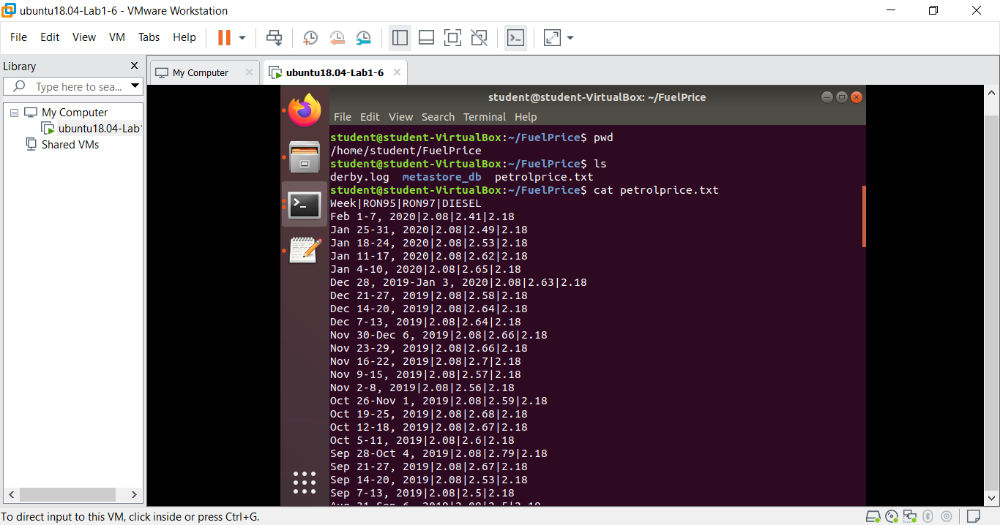 ubuntu18.04-Lab1-6 - VMware Workstation
File Edit View VM Tabs Help
Library
My Computer
ubuntu18.04-Lab1-6
Type here to sea...
My Computer
ubuntu18.04-Lab1
Shared VMs
student@student-VirtualBox: ~/FuelPrice
File Edit View Search Terminal Help
student@student-VirtualBox:~/FuelPrice$ pwd
/home/student/FuelPrice
student@student-VirtualBox:~/FuelPrice$ ls
derby.log metastore_db petrolprice.txt
student@student-VirtualBox:~/FuelPrice$ cat petrolprice.txt
Week|RON95|RON97|DIESEL
Feb 1-7, 2020|2.08|2.41|2.18
Jan 25-31, 2020|2.08|2.49|2.18
Jan 18-24, 2020|2.08|2.53|2.18
Jan 11-17, 2020|2.08|2.62|2.18
Jan 4-10, 2020|2.08|2.65|2.18
Dec 28, 2019-Jan 3, 2020|2.08|2.63|2.18
Dec 21-27, 2019|2.08|2.58|2.18
Dec 14-20, 2019|2.08|2.64|2.18
Dec 7-13, 2019|2.08|2.64|2.18
Nov 30-Dec 6, 2019|2.08|2.66|2.18
Nov 23-29, 2019|2.08|2.66|2.18
Nov 16-22, 2019|2.08|2.7|2.18
Nov 9-15, 2019|2.08|2.57|2.18
Nov 2-8, 2019|2.08|2.56|2.18
Oct 26-Nov 1, 2019|2.08|2.59|2.18
Oct 19-25, 2019|2.08|2.68|2.18
Oct 12-18, 2019|2.08|2.67|2.18
Oct 5-11, 2019|2.08|2.6|2.18
Sep 28-Oct 4, 2019|2.08|2.79|2.18
Sep 21-27, 2019|2.08|2.67|2.18
Sep 14-20, 2019|2.08|2.53|2.18
Sep 7-13, 2019|2.08|2.5|2.18
Aug 31-Sep 6, 2019|2.08|2.5|2.18
To direct input to this VM, click inside or press Ctrl+G.